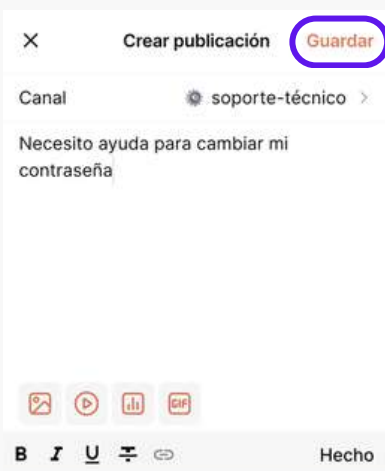 Crear publicación Guardar
Canal soporte-técnico
Necesito ayuda para cambiar mi
contraseña
GIF
B I U T Hecho